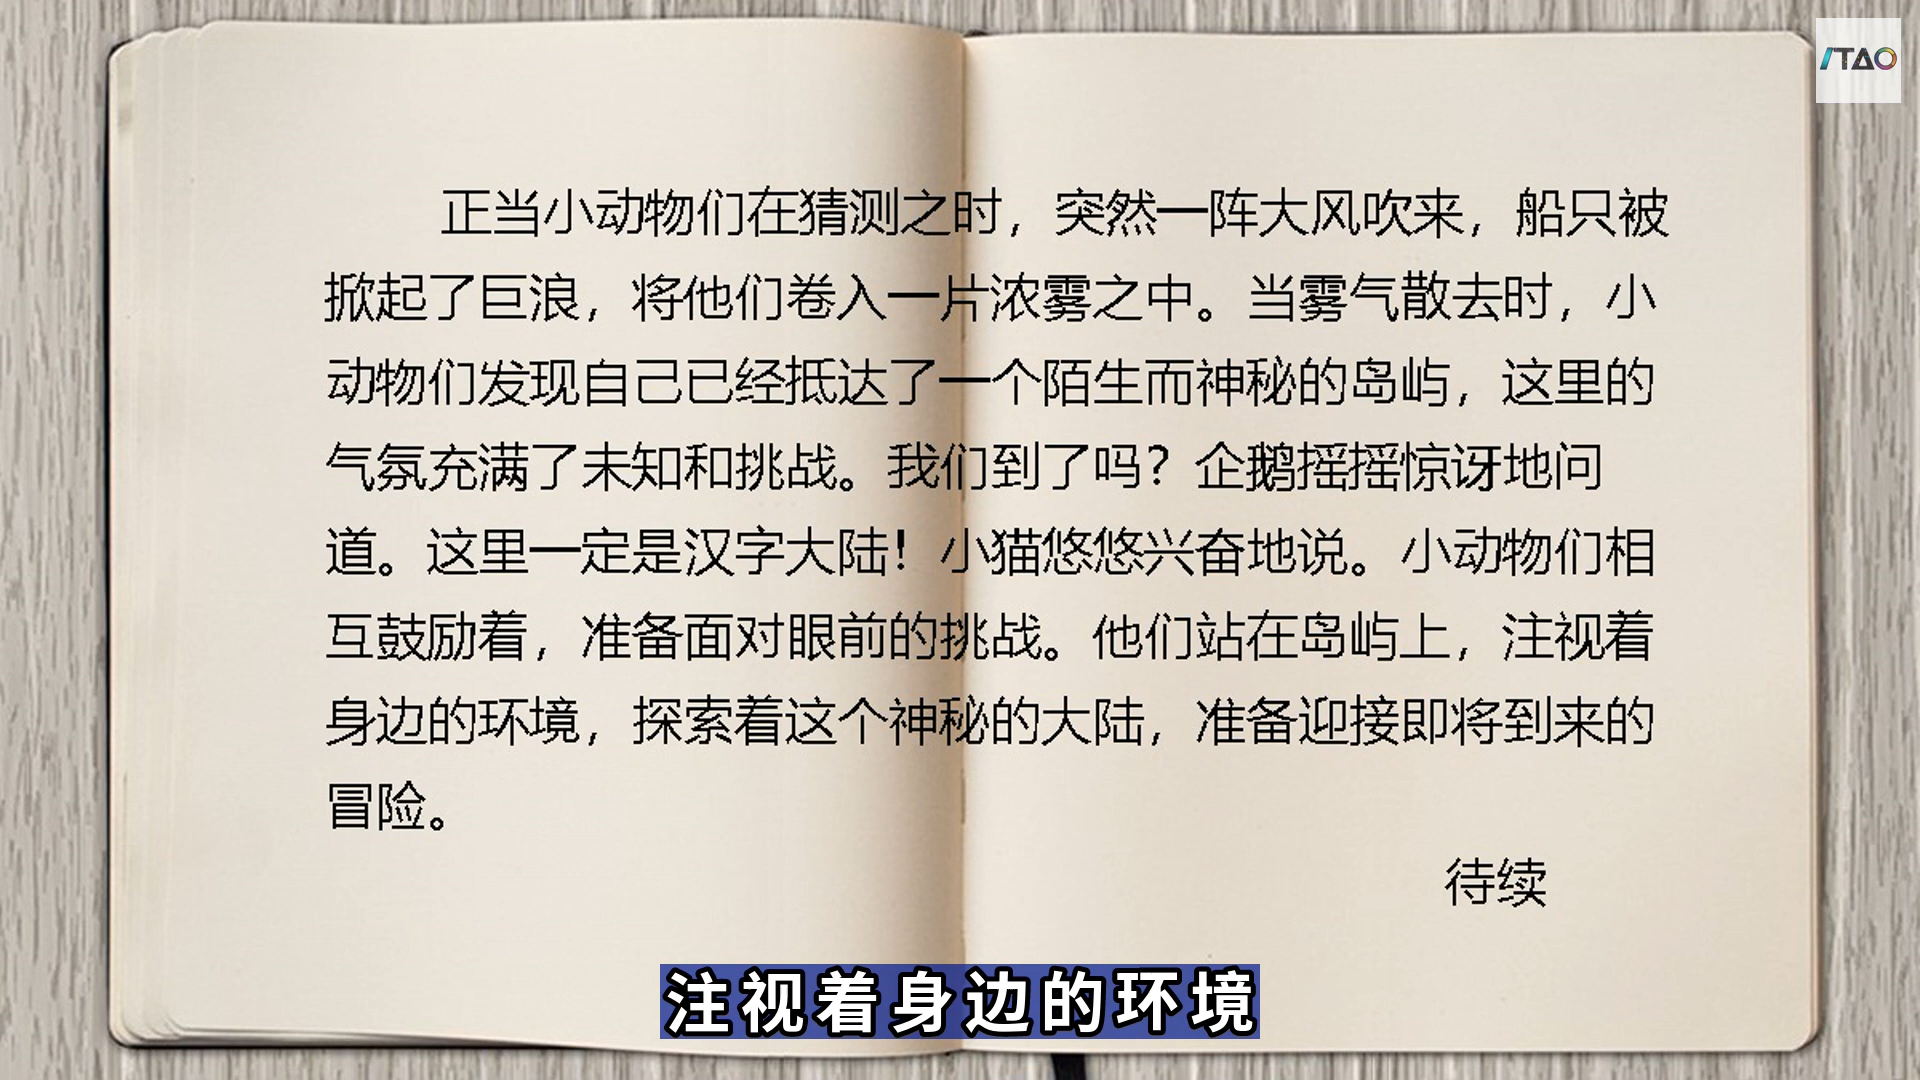 ITAO
正当小动物们在猜测之时，突然一阵大风吹来，船只被
掀起了巨浪，将他们卷入一片浓雾之中。当雾气散去时，小
动物们发现自己已经抵达了一个陌生而神秘的岛屿，这里的
气氛充满了未知和挑战。我们到了吗？企鹅摇摇惊讶地问
道。这里一定是汉字大陆！小猫悠悠兴奋地说。小动物们相
互鼓励着，准备面对眼前的挑战。他们站在岛屿上，注视着
身边的环境，探索着这个神秘的大陆，准备迎接即将到来的
冒险。
待续
注视着身边的环境